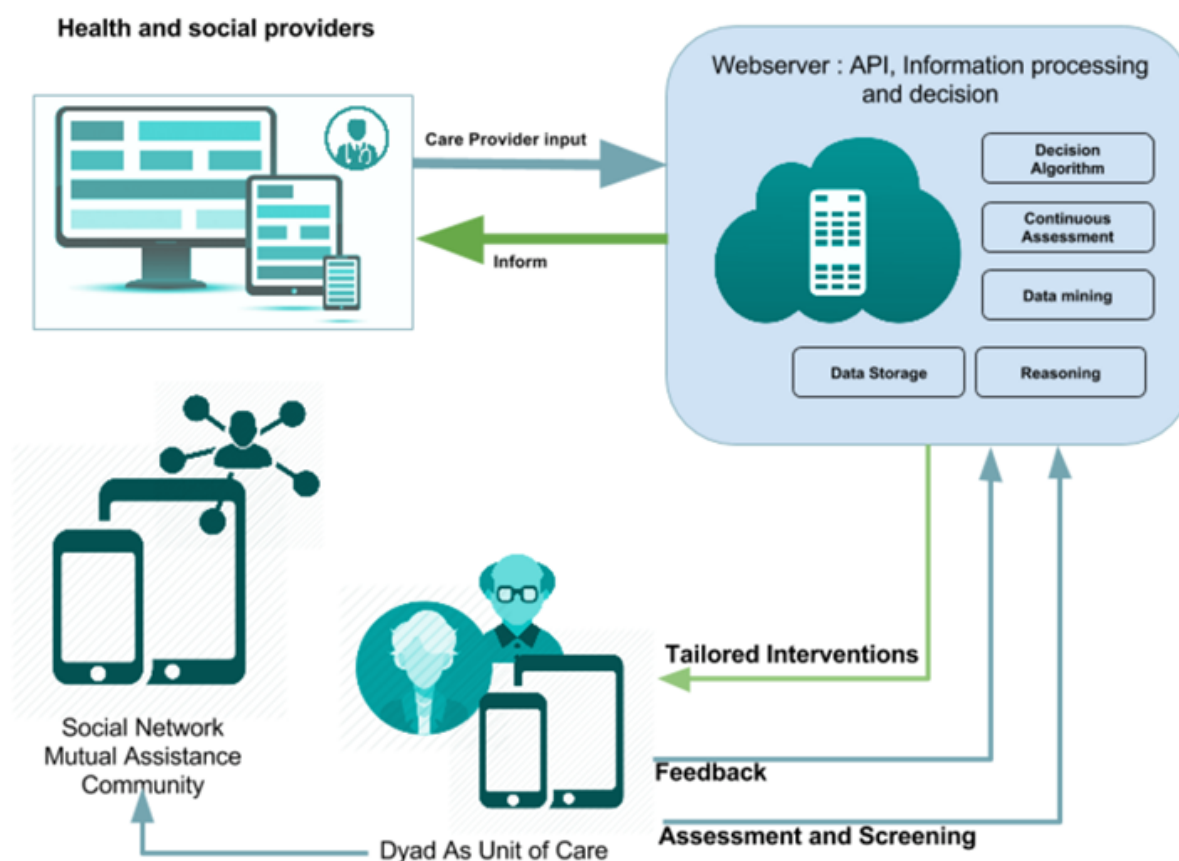 Health and social providers
Webserver : API, Information processing
and decision
Care Provider input
Inform
Decision
Algorithm
Continuous
Assessment
Data mining
Data Storage
Reasoning
Social Network
Mutual Assistance
Community
Tailored Interventions
Feedback
Assessment and Screening
Dyad As Unit of Care